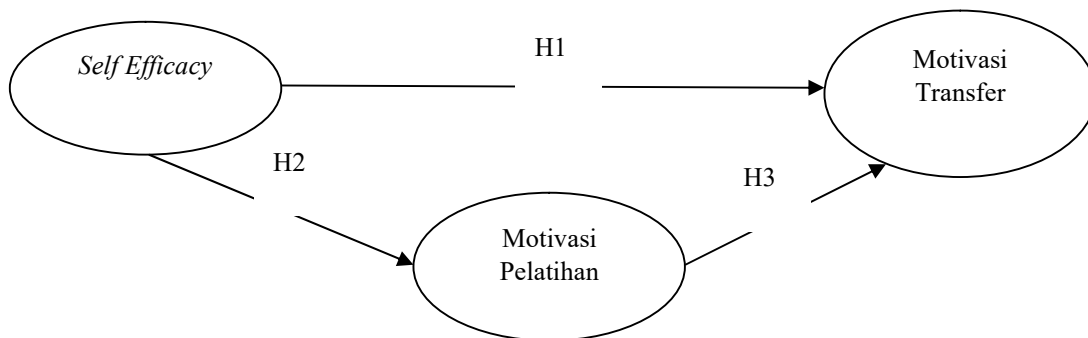 Self Efficacy
H1
Motivasi
Transfer
H2
H3
Motivasi
Pelatihan